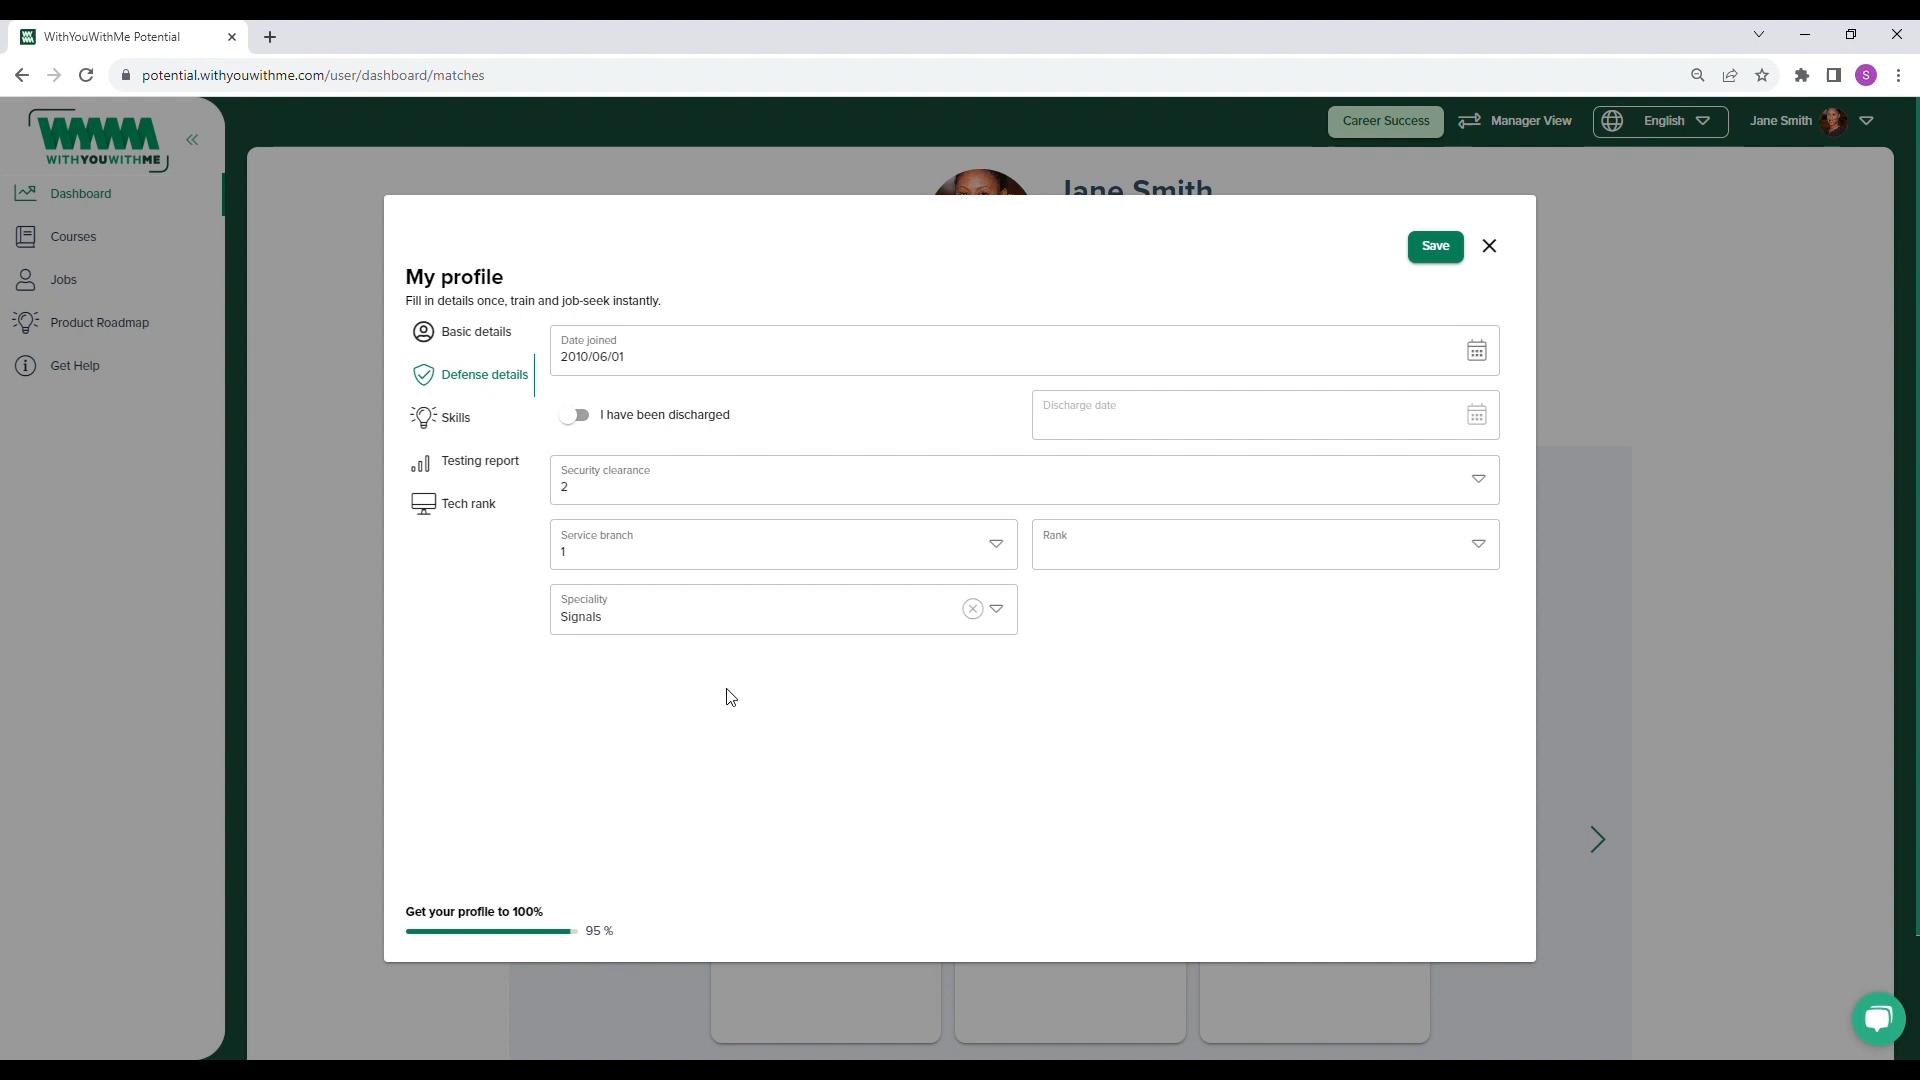 WithYouWithMe Potential
potential.withyouwithme.com/user/dashboard/matches
S
WYWM
WITHYOUWITHME
Career Success
Manager View
English
Jane Smith
Dashboard
Courses
Jobs
Product Roadmap
Get Help
Jane Smith
Save
My profile
Fill in details once, train and job-seek instantly.
Basic details
Defense details
Skills
Testing report
Tech rank
Date joined
2010/06/01
I have been discharged
Discharge date
Security clearance
2
Service branch
1
Rank
Speciality
Signals
Get your profile to 100%
95 %